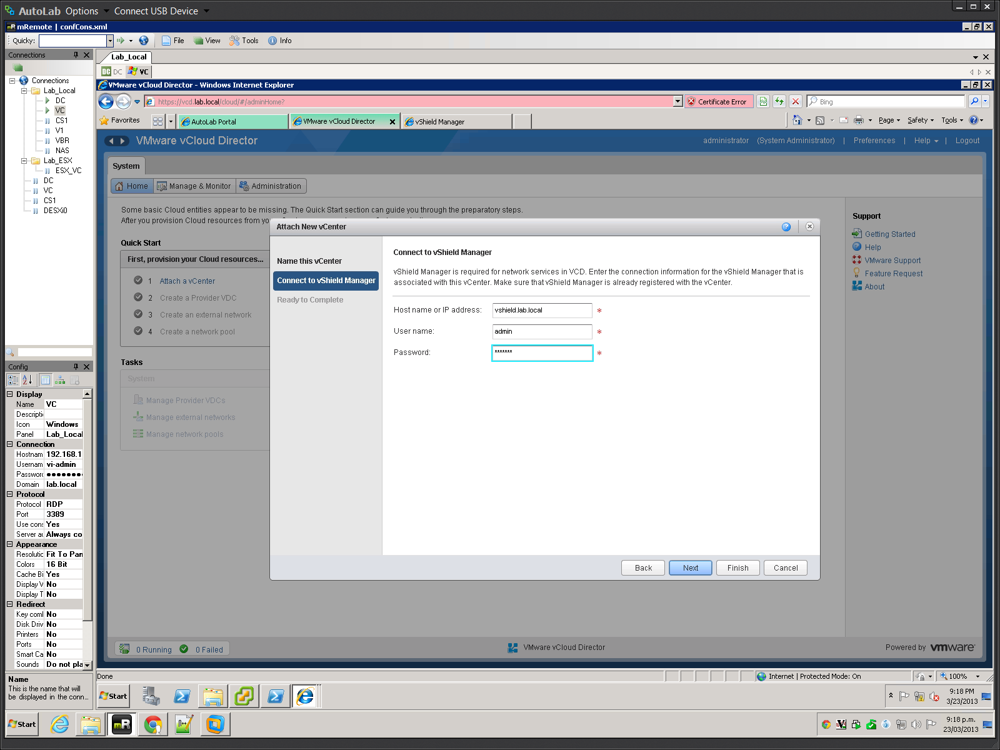 AutoLab Options Connect USB Device
mRemote | confCons.xml
Quicky: File View Tools Info
Connections
Lab_Local
DC VC
Connections
Lab_Local
DC
VC
CS1
V1
VBR
NAS
Lab_ESX
ESX_VC
DC
VC
CS1
DESXi0
VMware vCloud Director - Windows Internet Explorer
https://vcd.lab.local/cloud/#/adminHome?
Certificate Error
Bing
Favorites
AutoLab Portal
VMware vCloud Director
vShield Manager
Page Safety Tools
VMware vCloud Director
administrator (System Administrator) | Preferences | Help | Logout
System
Home Manage & Monitor Administration
Some basic Cloud entities appear to be missing. The Quick Start section can guide you through the preparatory steps.
After you provision Cloud resources from
Quick Start
First, provision your Cloud resources...
1 Attach a vCenter
2 Create a Provider VDC
3 Create an external network
4 Create a network pool
Tasks
System
Manage Provider VDCs
Manage external networks
Manage network pools
Attach New vCenter
Name this vCenter
Connect to vShield Manager
Ready to Complete
Connect to vShield Manager
vShield Manager is required for network services in VCD. Enter the connection information for the vShield Manager that is
associated with this vCenter. Make sure that vShield Manager is already registered with the vCenter.
Host name or IP address: vshield.lab.local *
User name: admin *
Password: ******* *
Back Next Finish Cancel
Support
Getting Started
Help
VMware Support
Feature Request
About
0 Running 0 Failed
VMware vCloud Director
Powered by vmware
Config
Display
Name VC
Descripti
Icon Windows
Panel Lab_Local
Connection
Hostnam 192.168.1
Usernam vi-admin
Password ●●●●●●●●
Domain lab.local
Protocol
Protocol RDP
Port 3389
Use cons Yes
Server au Always co
Appearance
Resolutic Fit To Pan
Colors 16 Bit
Cache Bi Yes
Display V No
Display T No
Redirect
Key coml No
Disk Driv No
Printers No
Ports No
Smart Ca No
Sounds Do not pla
Name
This is the name that will
be displayed in the conn...
Done
Internet | Protected Mode: On
100%
Start
9:18 PM
3/23/2013
Start
9:18 p.m.
23/03/2013